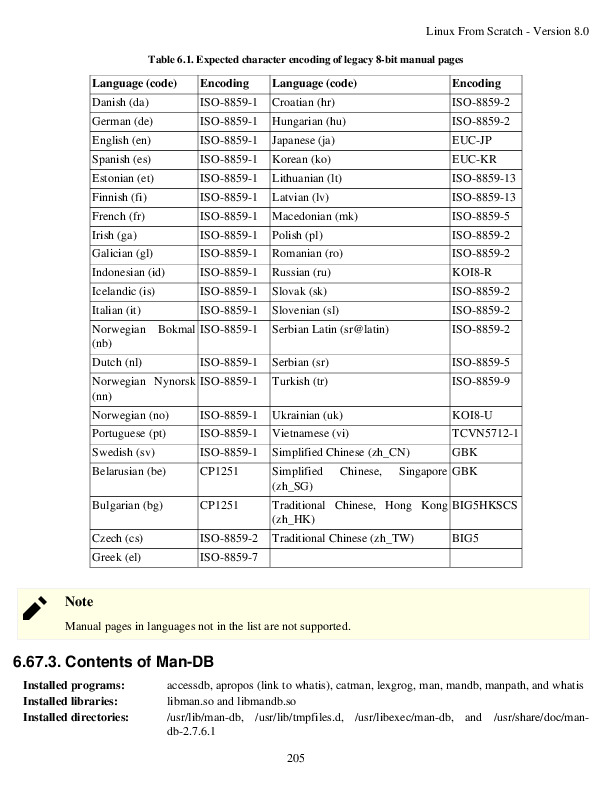 Linux From Scratch - Version 8.0
Table 6.1. Expected character encoding of legacy 8-bit manual pages
Language (code) Encoding Language (code) Encoding
Danish (da) ISO-8859-1 Croatian (hr) ISO-8859-2
German (de) ISO-8859-1 Hungarian (hu) ISO-8859-2
English (en) ISO-8859-1 Japanese (ja) EUC-JP
Spanish (es) ISO-8859-1 Korean (ko) EUC-KR
Estonian (et) ISO-8859-1 Lithuanian (lt) ISO-8859-13
Finnish (fi) ISO-8859-1 Latvian (lv) ISO-8859-13
French (fr) ISO-8859-1 Macedonian (mk) ISO-8859-5
Irish (ga) ISO-8859-1 Polish (pl) ISO-8859-2
Galician (gl) ISO-8859-1 Romanian (ro) ISO-8859-2
Indonesian (id) ISO-8859-1 Russian (ru) KOI8-R
Icelandic (is) ISO-8859-1 Slovak (sk) ISO-8859-2
Italian (it) ISO-8859-1 Slovenian (sl) ISO-8859-2
Norwegian Bokmal ISO-8859-1 Serbian Latin (sr@latin) ISO-8859-2
(nb)
Dutch (nl) ISO-8859-1 Serbian (sr) ISO-8859-5
Norwegian Nynorsk ISO-8859-1 Turkish (tr) ISO-8859-9
(nn)
Norwegian (no) ISO-8859-1 Ukrainian (uk) KOI8-U
Portuguese (pt) ISO-8859-1 Vietnamese (vi) TCVN5712-1
Swedish (sv) ISO-8859-1 Simplified Chinese (zh_CN) GBK
Belarusian (be) CP1251 Simplified Chinese, Singapore GBK
(zh_SG)
Bulgarian (bg) CP1251 Traditional Chinese, Hong Kong BIG5HKSCS
(zh_HK)
Czech (cs) ISO-8859-2 Traditional Chinese (zh_TW) BIG5
Greek (el) ISO-8859-7
Note
Manual pages in languages not in the list are not supported.
6.67.3. Contents of Man-DB
Installed programs: accessdb, apropos (link to whatis), catman, lexgrog, man, mandb, manpath, and whatis
Installed libraries: libman.so and libmandb.so
Installed directories: /usr/lib/man-db, /usr/lib/tmpfiles.d, /usr/libexec/man-db, and /usr/share/doc/man-
db-2.7.6.1
205